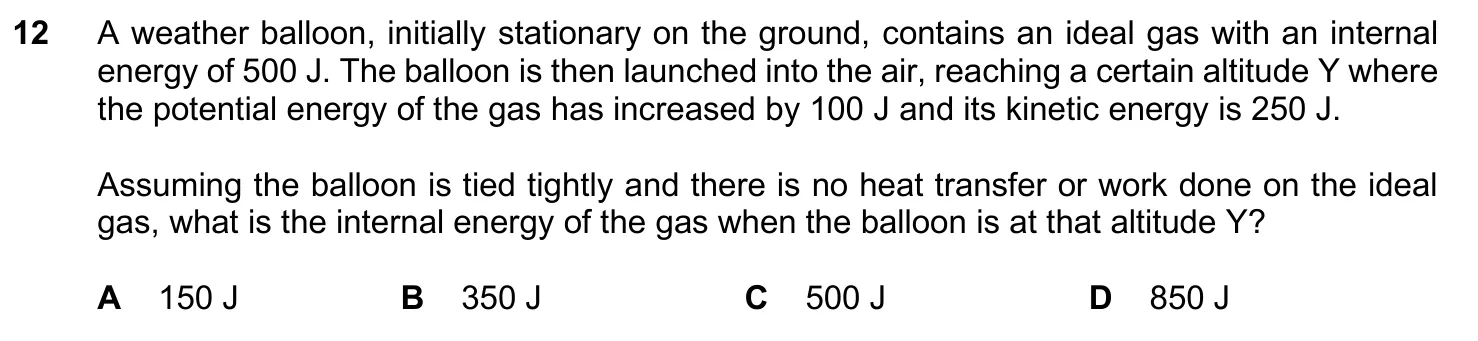 12 A weather balloon, initially stationary on the ground, contains an ideal gas with an internal
energy of 500 J. The balloon is then launched into the air, reaching a certain altitude Y where
the potential energy of the gas has increased by 100 J and its kinetic energy is 250 J.
Assuming the balloon is tied tightly and there is no heat transfer or work done on the ideal
gas, what is the internal energy of the gas when the balloon is at that altitude Y?
A 150 J B 350 J C 500 J D 850 J